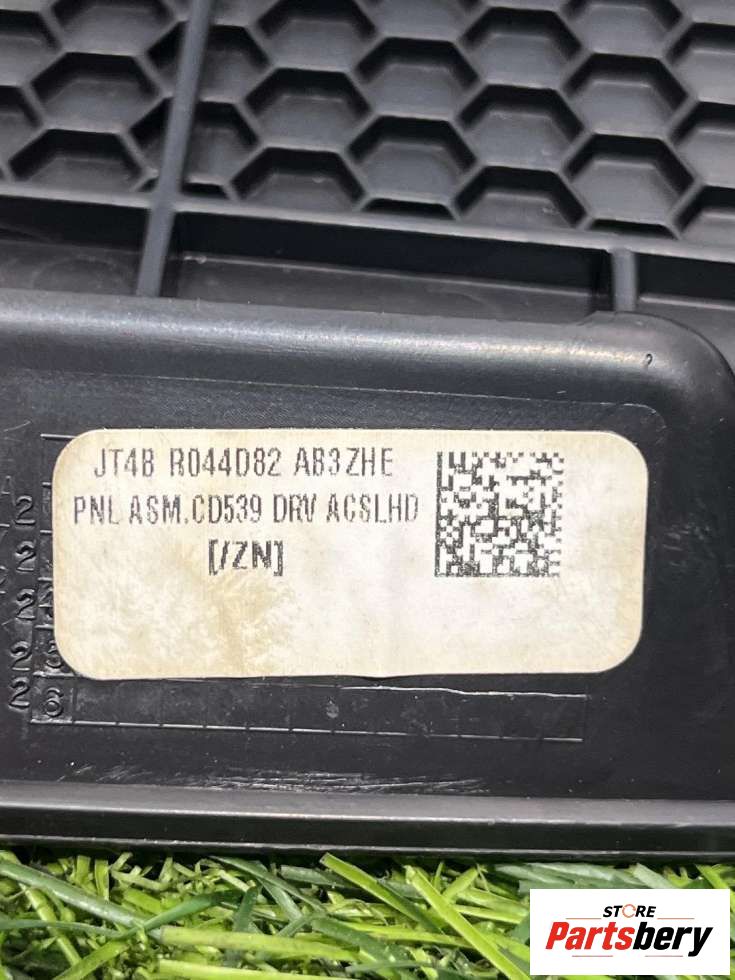 JT4B R044D82 AB3ZHE
PNL ASM.CD539 DRV ACSLHD
[/ZN]
STORE
Partsbery